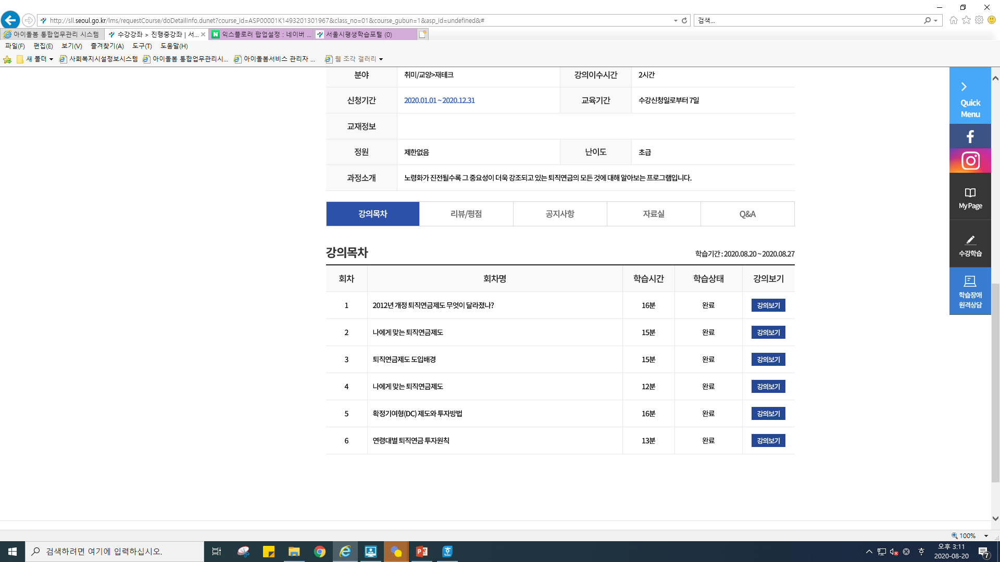 http://sll.seoul.go.kr/lms/requestCourse/doDetailInfo.dunet?course_id=ASP00001K1493201301967&class_no=01&course_gubun=1&asp_id=undefined&#
검색...
아이돌봄 통합업무관리 시스템
수강강좌 > 진행중강좌 | 서...
익스플로러 팝업설정 : 네이버 ...
서울시평생학습포털 (0)
파일(F) 편집(E) 보기(V) 즐겨찾기(A) 도구(T) 도움말(H)
새 폴더
사회복지시설정보시스템
아이돌봄 통합업무관리시...
아이돌봄서비스 관리자 ...
웹 조각 갤러리
분야 취미/교양>재테크 강의이수시간 2시간
신청기간 2020.01.01 ~ 2020.12.31 교육기간 수강신청일로부터 7일
교재정보
정원 제한없음 난이도 초급
과정소개 노령화가 진전될수록 그 중요성이 더욱 강조되고 있는 퇴직연금의 모든 것에 대해 알아보는 프로그램입니다.
강의목차 리뷰/평점 공지사항 자료실 Q&A
강의목차
학습기간 : 2020.08.20 ~ 2020.08.27
회차 회차명 학습시간 학습상태 강의보기
1 2012년 개정 퇴직연금제도 무엇이 달라졌나? 16분 완료 강의보기
2 나에게 맞는 퇴직연금제도 15분 완료 강의보기
3 퇴직연금제도 도입배경 15분 완료 강의보기
4 나에게 맞는 퇴직연금제도 12분 완료 강의보기
5 확정기여형(DC) 제도와 투자방법 16분 완료 강의보기
6 연령대별 퇴직연금 투자원칙 13분 완료 강의보기
Quick
Menu
My Page
수강학습
학습장애
원격상담
100%
검색하려면 여기에 입력하십시오.
오후 3:11
2020-08-20
7